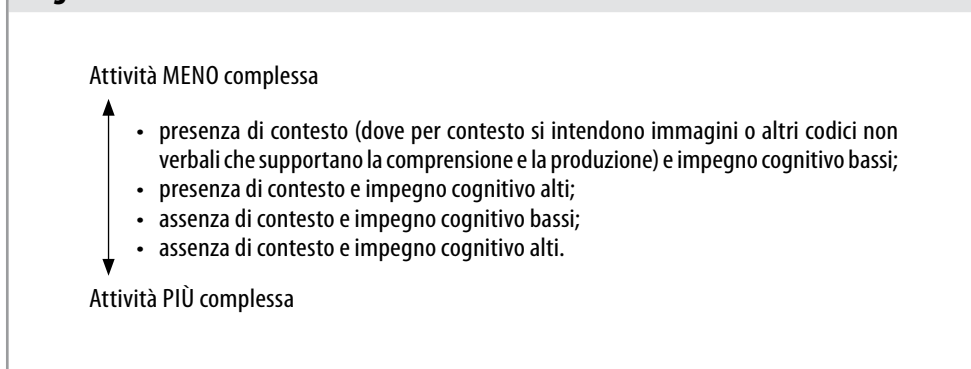 Attività MENO complessa
• presenza di contesto (dove per contesto si intendono immagini o altri codici non
verbali che supportano la comprensione e la produzione) e impegno cognitivo bassi;
• presenza di contesto e impegno cognitivo alti;
• assenza di contesto e impegno cognitivo bassi;
• assenza di contesto e impegno cognitivo alti.
Attività PIÙ complessa